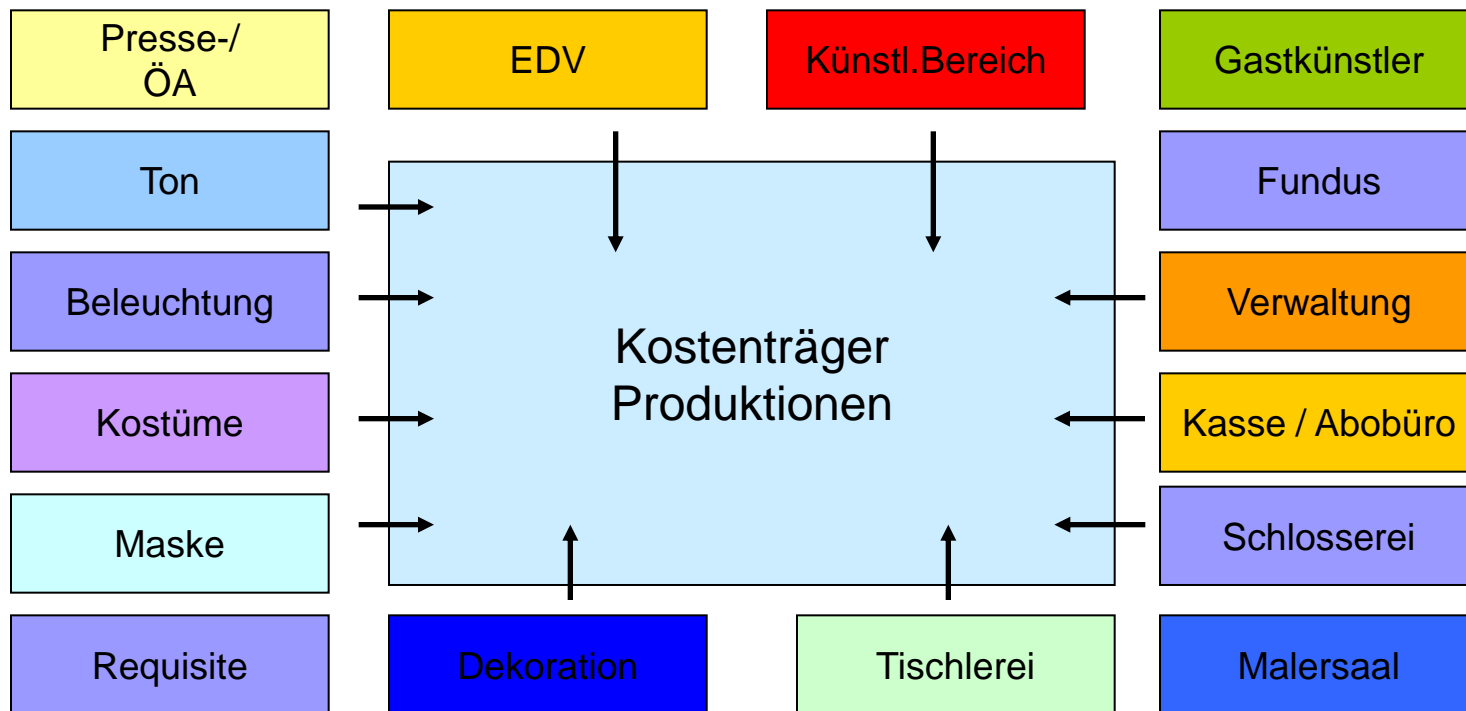 Presse-/
ÖA
EDV
Künstl.Bereich
Gastkünstler
Ton
Fundus
Beleuchtung
Verwaltung
Kostenträger
Produktionen
Kostüme
Kasse / Abobüro
Maske
Schlosserei
Requisite
Dekoration
Tischlerei
Malersaal